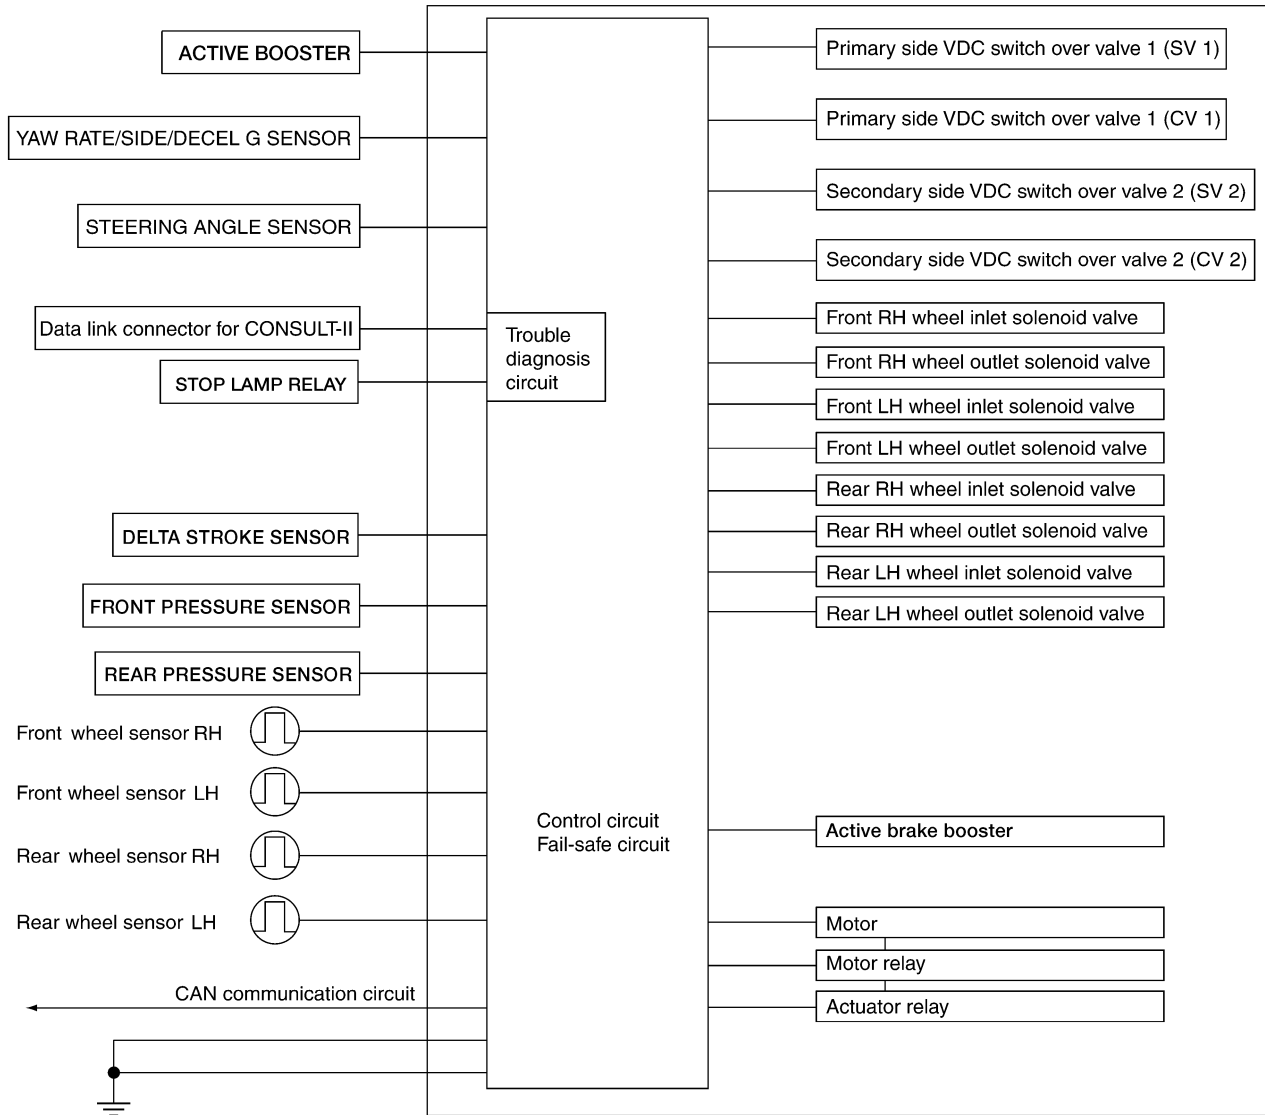 ACTIVE BOOSTER
YAW RATE/SIDE/DECEL G SENSOR
STEERING ANGLE SENSOR
Data link connector for CONSULT-II
STOP LAMP RELAY
DELTA STROKE SENSOR
FRONT PRESSURE SENSOR
REAR PRESSURE SENSOR
Front wheel sensor RH
Front wheel sensor LH
Rear wheel sensor RH
Rear wheel sensor LH
CAN communication circuit
Trouble
diagnosis
circuit
Control circuit
Fail-safe circuit
Primary side VDC switch over valve 1 (SV 1)
Primary side VDC switch over valve 1 (CV 1)
Secondary side VDC switch over valve 2 (SV 2)
Secondary side VDC switch over valve 2 (CV 2)
Front RH wheel inlet solenoid valve
Front RH wheel outlet solenoid valve
Front LH wheel inlet solenoid valve
Front LH wheel outlet solenoid valve
Rear RH wheel inlet solenoid valve
Rear RH wheel outlet solenoid valve
Rear LH wheel inlet solenoid valve
Rear LH wheel outlet solenoid valve
Active brake booster
Motor
Motor relay
Actuator relay